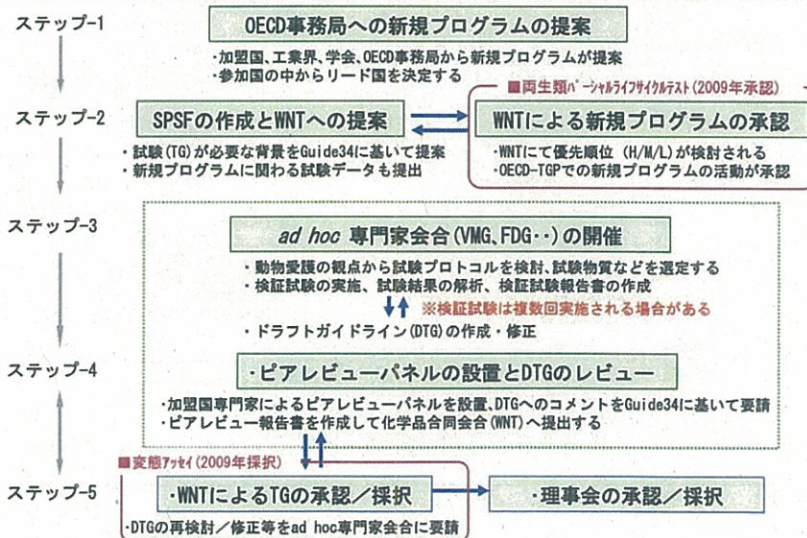 ステップ-1
OECD事務局への新規プログラムの提案
・加盟国、工業界、学会、OECD事務局から新規プログラムが提案
・参加国の中からリード国を決定する
■両生類パーシャルライフサイクルテスト(2009年承認)
ステップ-2
SPSFの作成とWNTへの提案
WNTによる新規プログラムの承認
・試験(TG)が必要な背景をGuide34に基いて提案
・新規プログラムに関わる試験データも提出
・WNTにて優先順位 (H/M/L)が検討される
・OECD-TGPでの新規プログラムの活動が承認
ステップ-3
ad hoc 専門家会合(VMG、FDG‥)の開催
・動物愛護の観点から試験プロトコルを検討、試験物質などを選定する
・検証試験の実施、試験結果の解析、検証試験報告書の作成
※検証試験は複数回実施される場合がある
・ドラフトガイドライン(DTG)の作成・修正
ステップ-4
・ピアレビューパネルの設置とDTGのレビュー
・加盟国専門家によるピアレビューパネルを設置、DTGへのコメントをGuide34に基いて要請
・ピアレビュー報告書を作成して化学品合同会合(WNT)へ提出する
■変態アッセイ(2009年採択)
ステップ-5
・WNTによるTGの承認／採択
・理事会の承認／採択
・DTGの再検討／修正等をad hoc専門家会合に要請